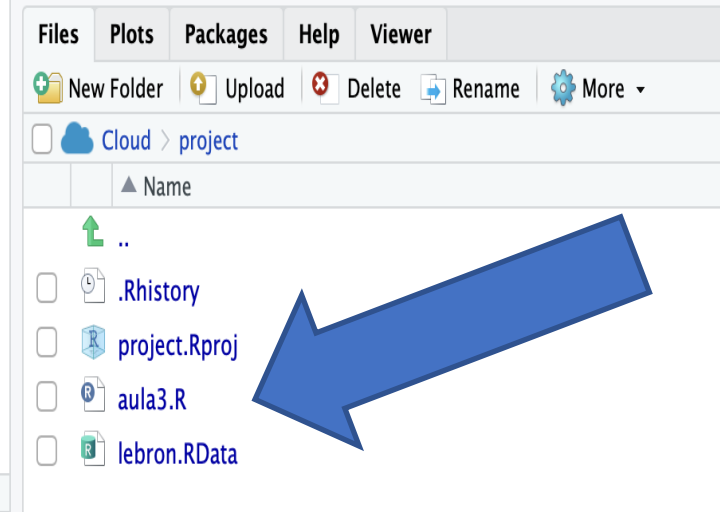 Files Plots Packages Help Viewer
New Folder Upload Delete Rename More
Cloud project
Name
..
.Rhistory
R project.Rproj
R aula3.R
R lebron.RData